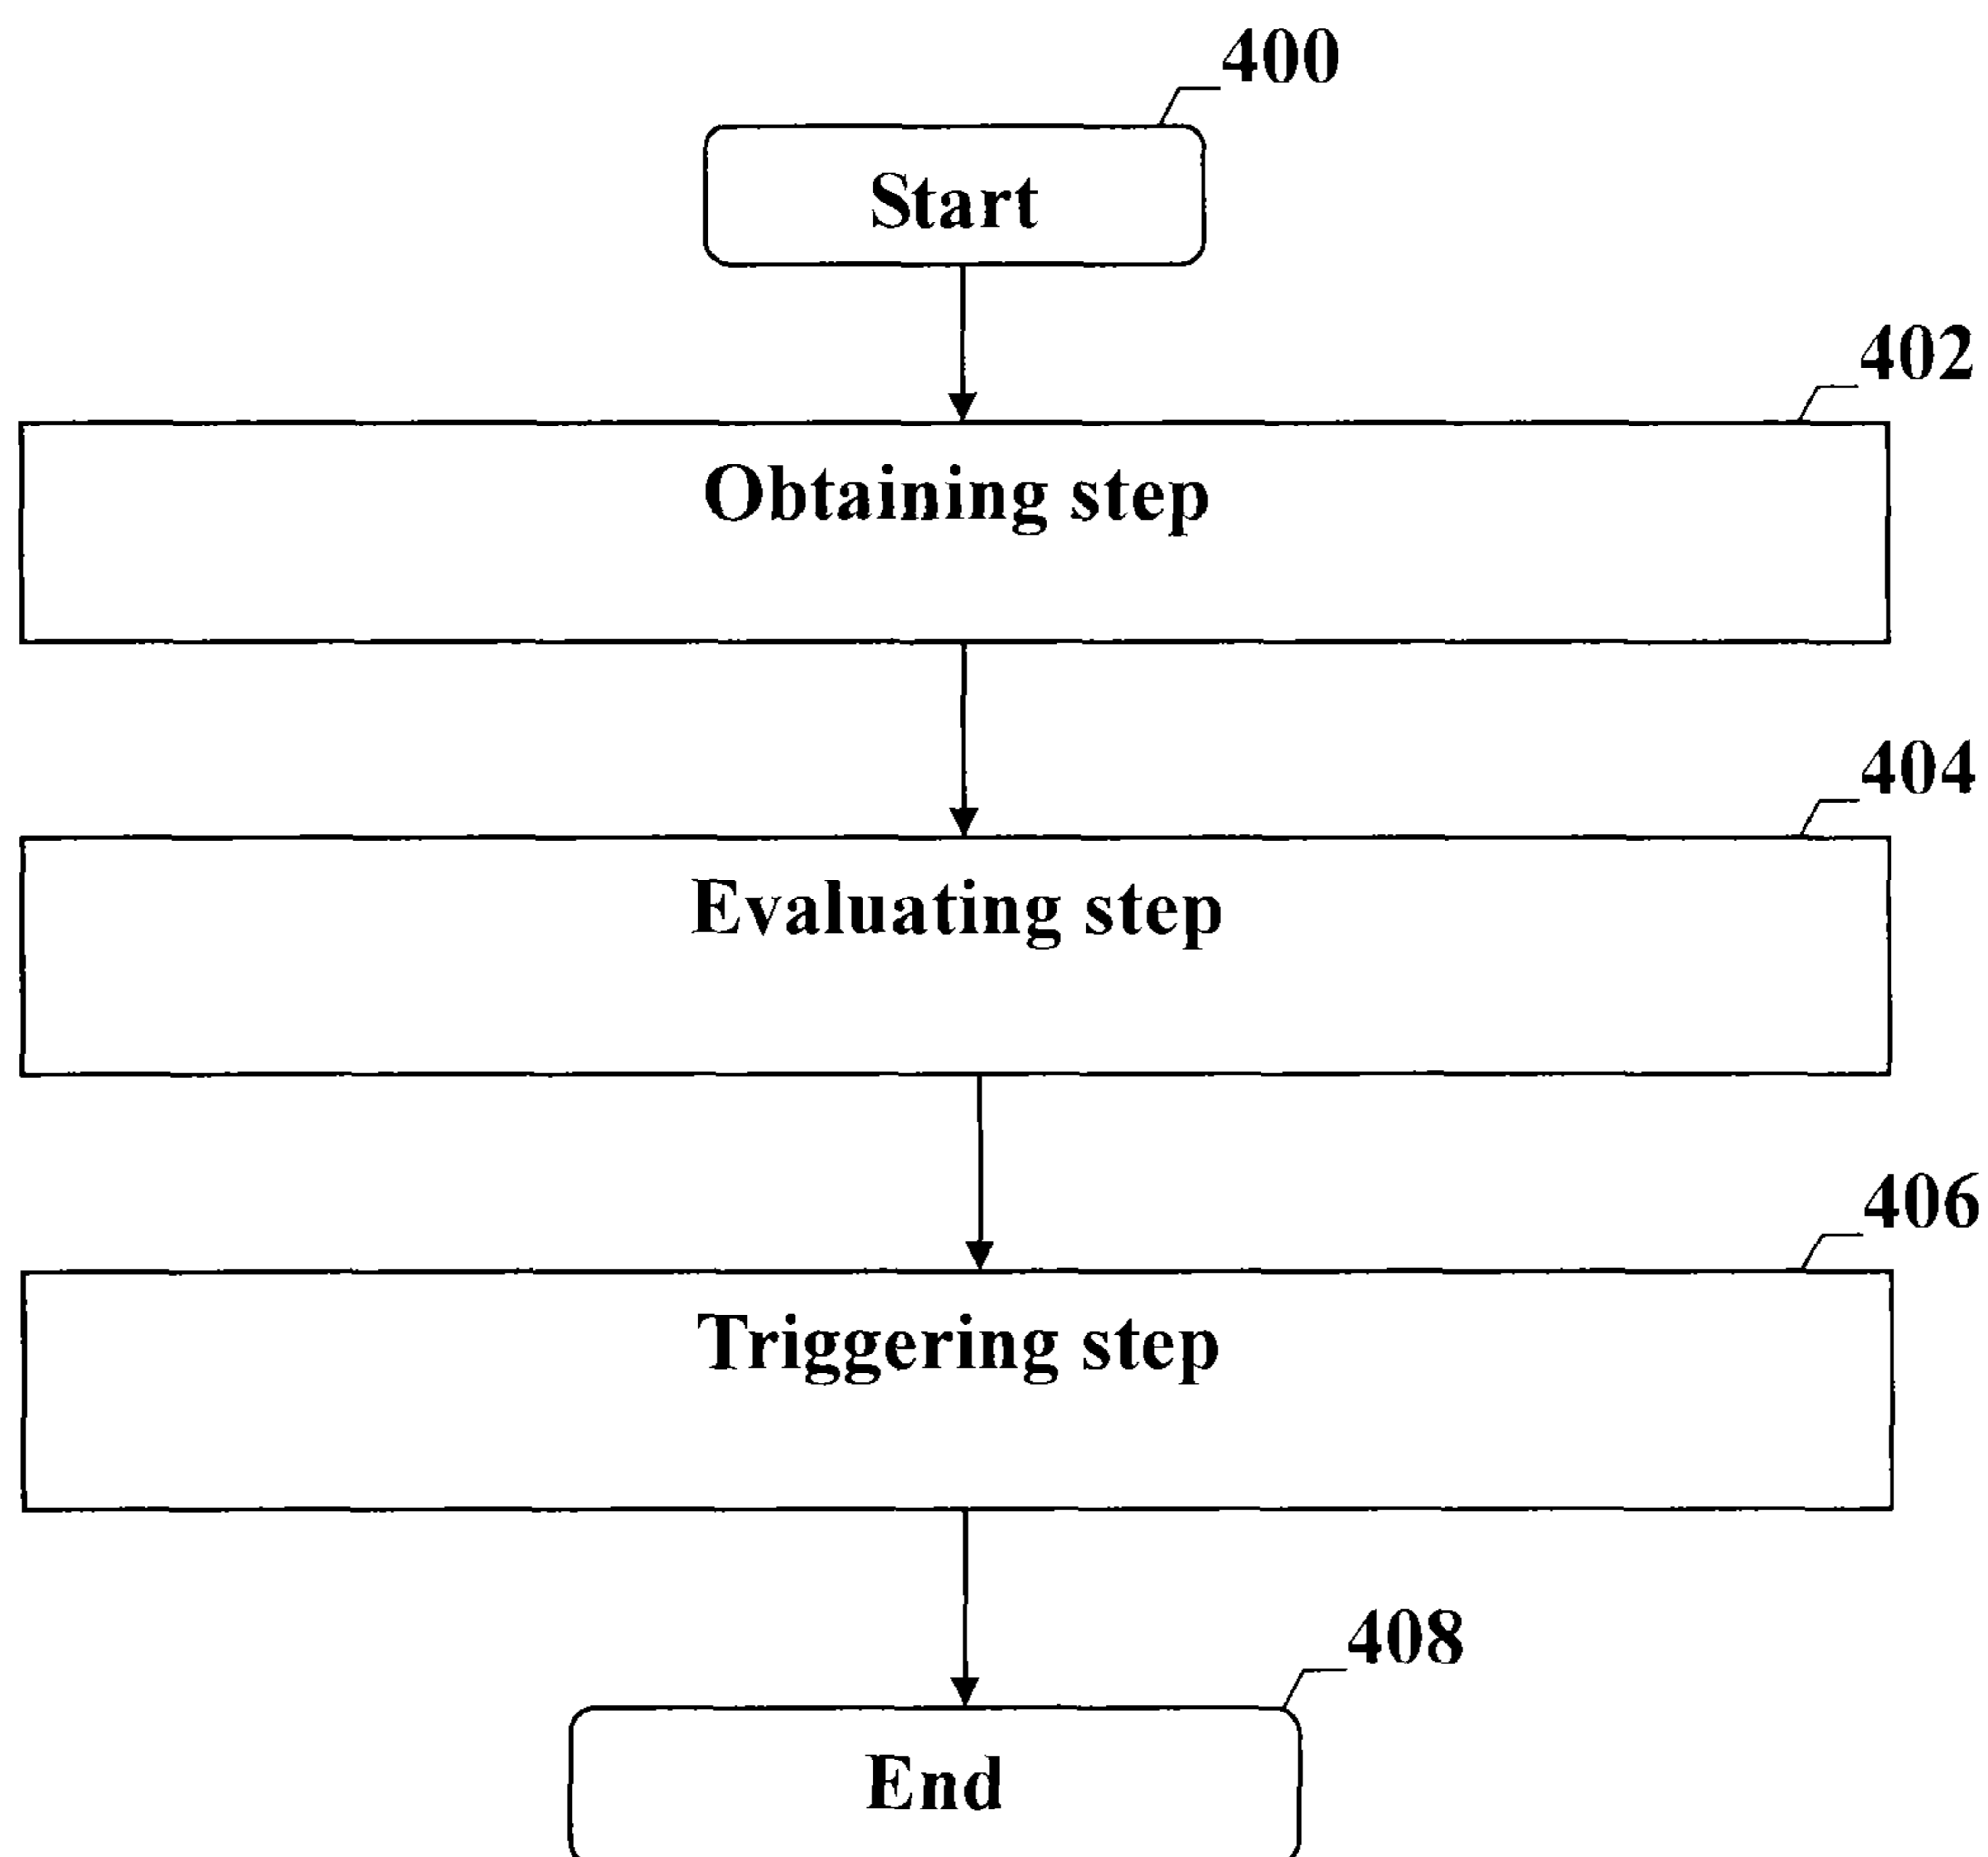 400
Start
402
Obtaining step
404
Evaluating step
406
Triggering step
408
End